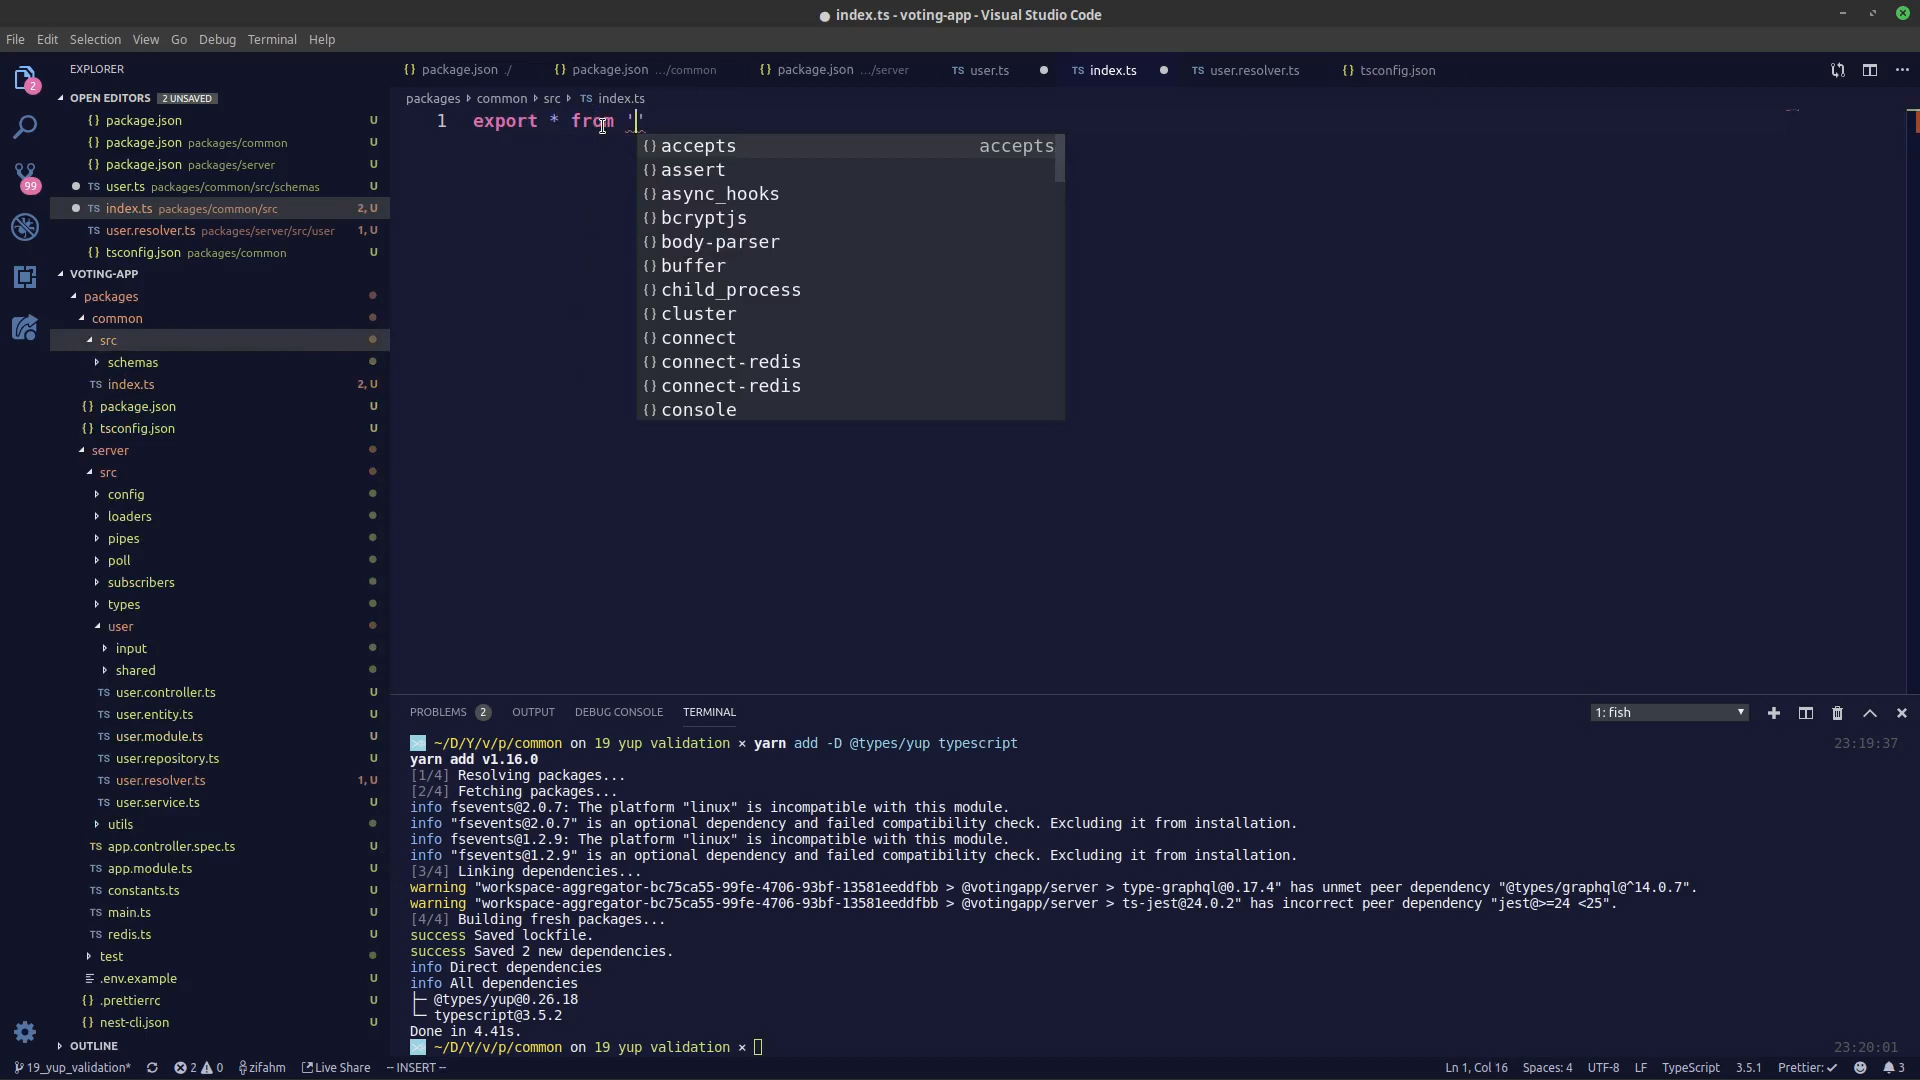 ● index.ts - voting-app - Visual Studio Code
File Edit Selection View Go Debug Terminal Help
2
99
EXPLORER
OPEN EDITORS 2 UNSAVED
{} package.json U
{} package.json packages/common U
{} package.json packages/server U
TS user.ts packages/common/src/schemas U
TS index.ts packages/common/src 2, U
user.resolver.ts packages/server/src/user 1, U
{} tsconfig.json packages/common U
VOTING-APP
packages
common
src
schemas
TS index.ts 2, U
{} package.json U
{} tsconfig.json U
server
src
config
loaders
pipes
poll
subscribers
types
user
input
shared
TS user.controller.ts U
TS user.entity.ts U
TS user.module.ts U
TS user.repository.ts U
TS user.resolver.ts 1, U
TS user.service.ts U
utils
TS app.controller.spec.ts U
TS app.module.ts U
TS constants.ts U
TS main.ts U
TS redis.ts U
test
.env.example U
{} .prettierrc U
{} nest-cli.json U
OUTLINE
{} package.json ./ {} package.json .../common {} package.json .../server TS user.ts TS index.ts TS user.resolver.ts {} tsconfig.json
packages common src TS index.ts
1 export * from ''
{} accepts accepts
{} assert
{} async_hooks
{} bcryptjs
{} body-parser
{} buffer
{} child_process
{} cluster
{} connect
{} connect-redis
{} connect-redis
{} console
PROBLEMS 2 OUTPUT DEBUG CONSOLE TERMINAL 1: fish
>> ~/D/Y/v/p/common on 19 yup validation × yarn add -D @types/yup typescript 23:19:37
yarn add v1.16.0
[1/4] Resolving packages...
[2/4] Fetching packages...
info fsevents@2.0.7: The platform "linux" is incompatible with this module.
info "fsevents@2.0.7" is an optional dependency and failed compatibility check. Excluding it from installation.
info fsevents@1.2.9: The platform "linux" is incompatible with this module.
info "fsevents@1.2.9" is an optional dependency and failed compatibility check. Excluding it from installation.
[3/4] Linking dependencies...
warning "workspace-aggregator-bc75ca55-99fe-4706-93bf-13581eeddfbb > @votingapp/server > type-graphql@0.17.4" has unmet peer dependency "@types/graphql@^14.0.7".
warning "workspace-aggregator-bc75ca55-99fe-4706-93bf-13581eeddfbb > @votingapp/server > ts-jest@24.0.2" has incorrect peer dependency "jest@>=24 <25".
[4/4] Building fresh packages...
success Saved lockfile.
success Saved 2 new dependencies.
info Direct dependencies
info All dependencies
├─ @types/yup@0.26.18
└─ typescript@3.5.2
Done in 4.41s.
>> ~/D/Y/v/p/common on 19 yup validation × 23:20:01
19_yup_validation* 2 0 zifahm Live Share -- INSERT -- Ln 1, Col 16 Spaces: 4 UTF-8 LF TypeScript 3.5.1 Prettier: ✓ 3